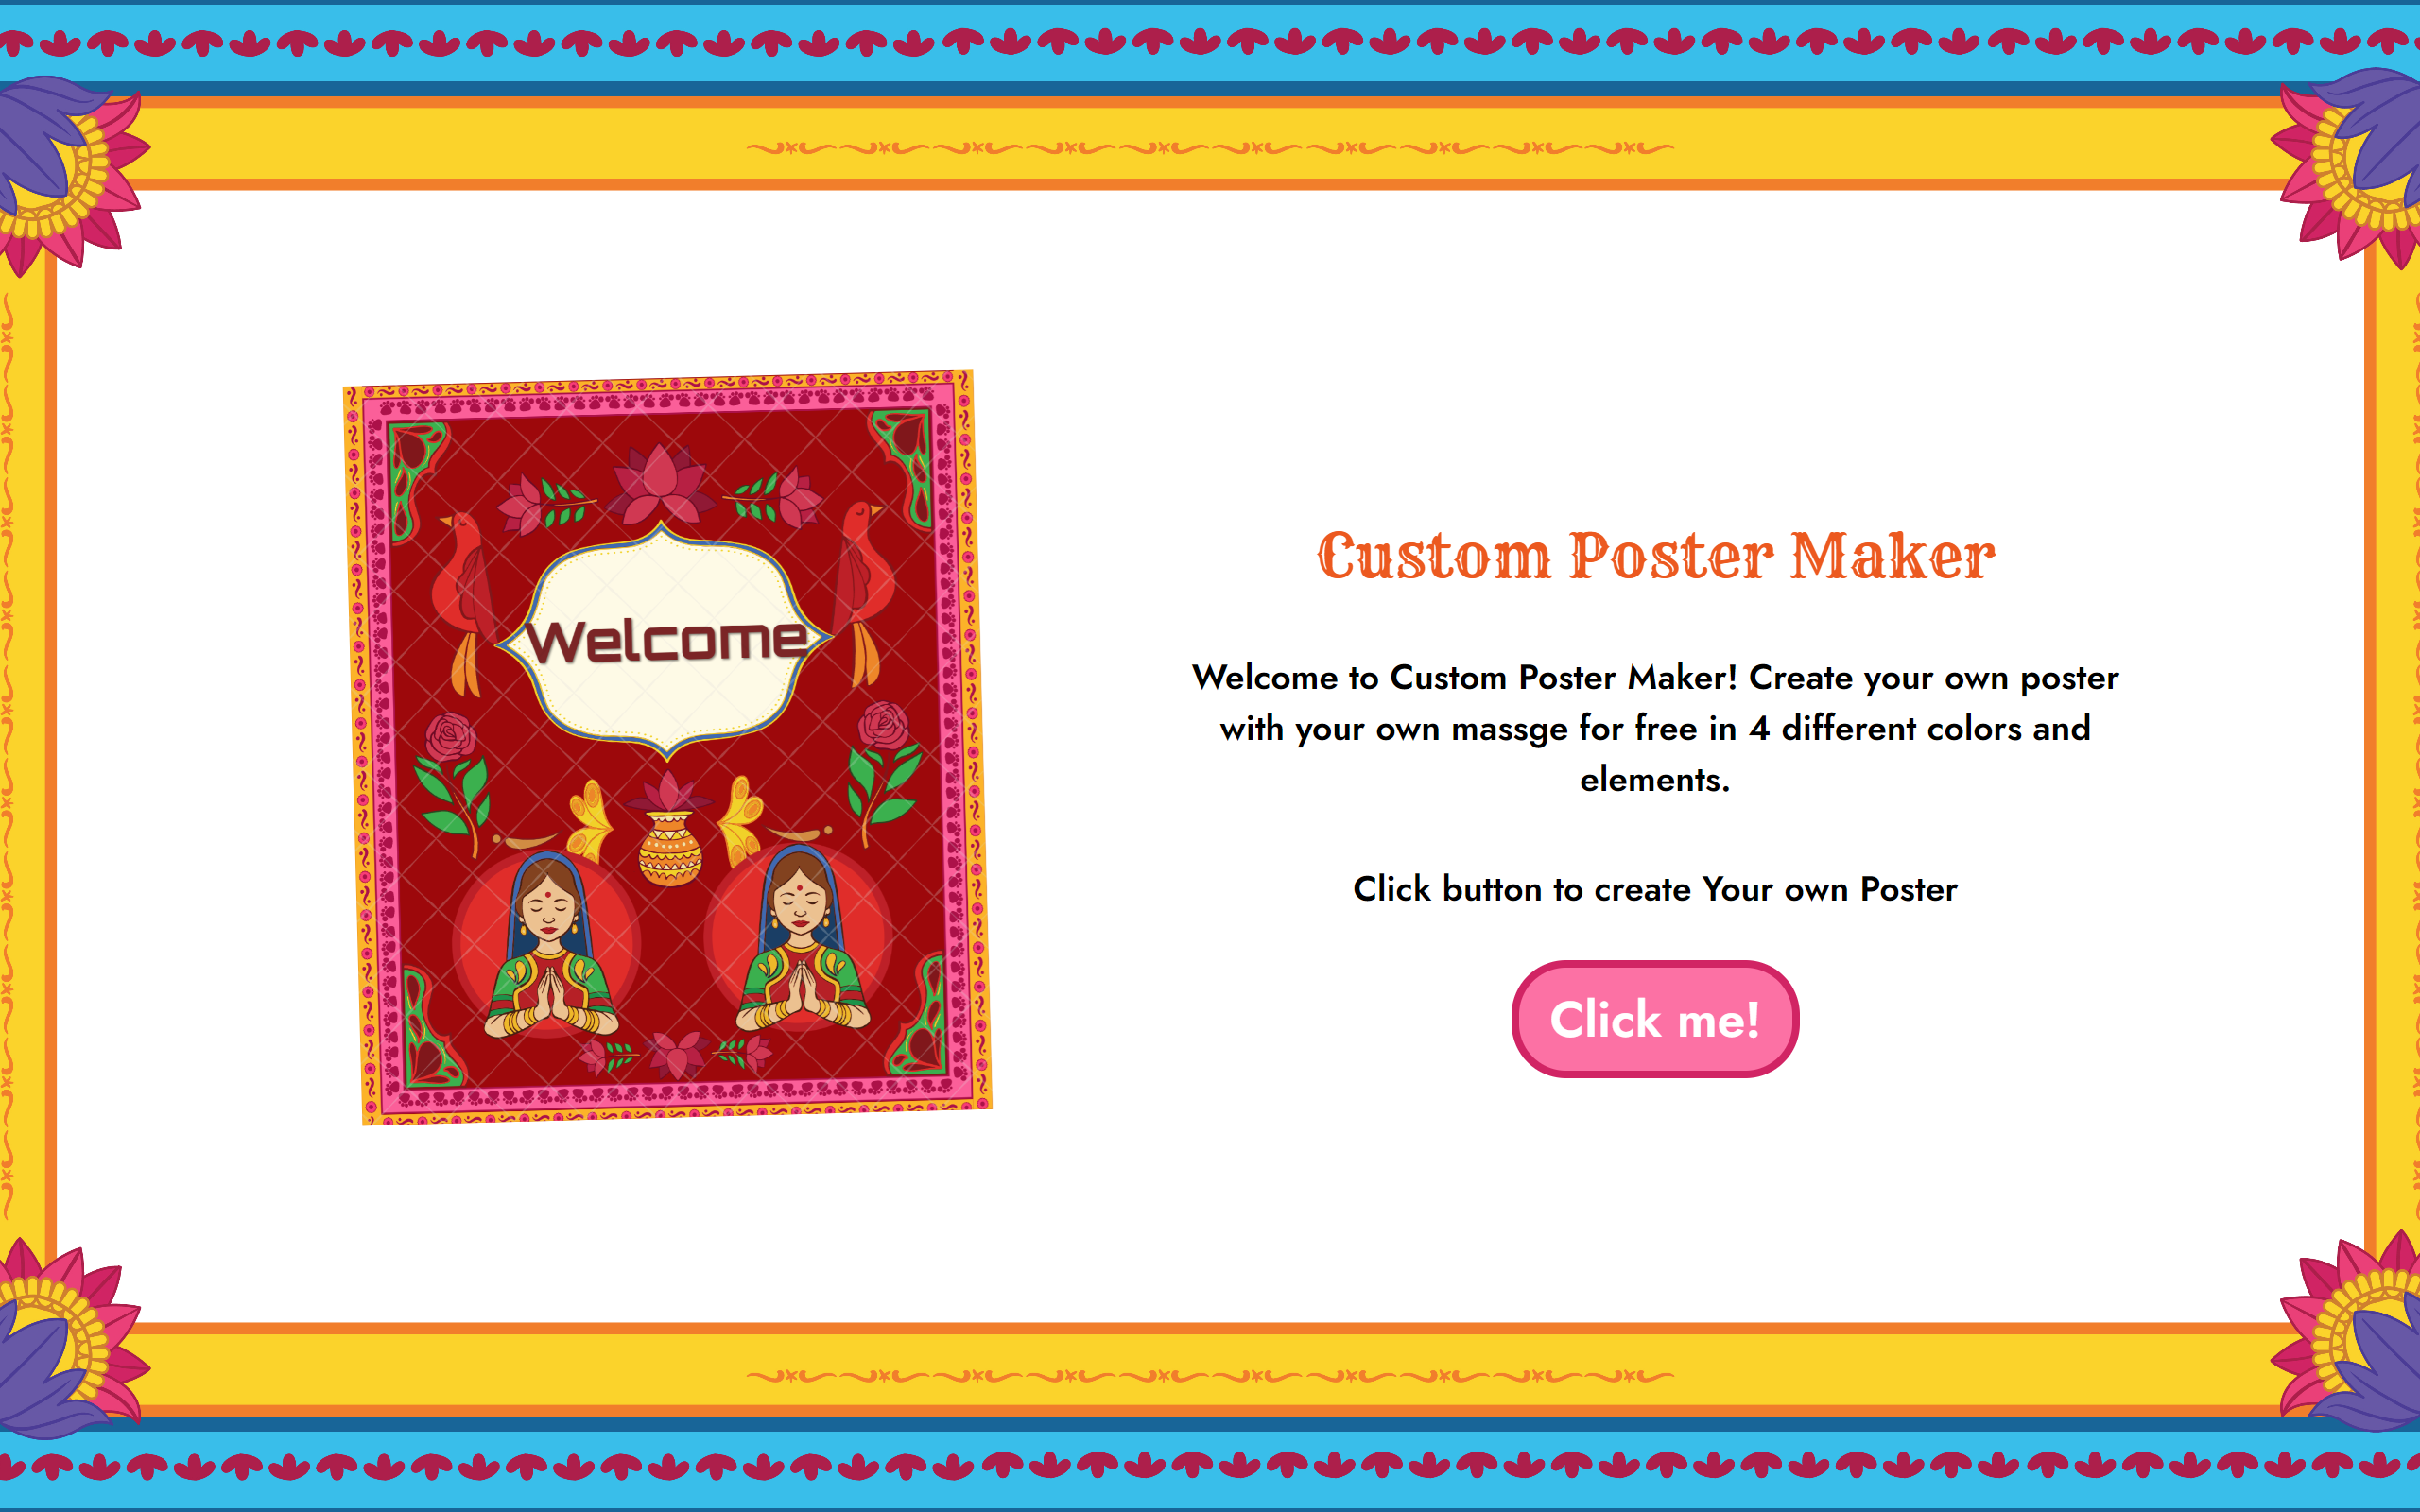 Welcome
Custom Poster Maker
Welcome to Custom Poster Maker! Create your own poster
with your own massge for free in 4 different colors and
elements.
Click button to create Your own Poster
Click me!